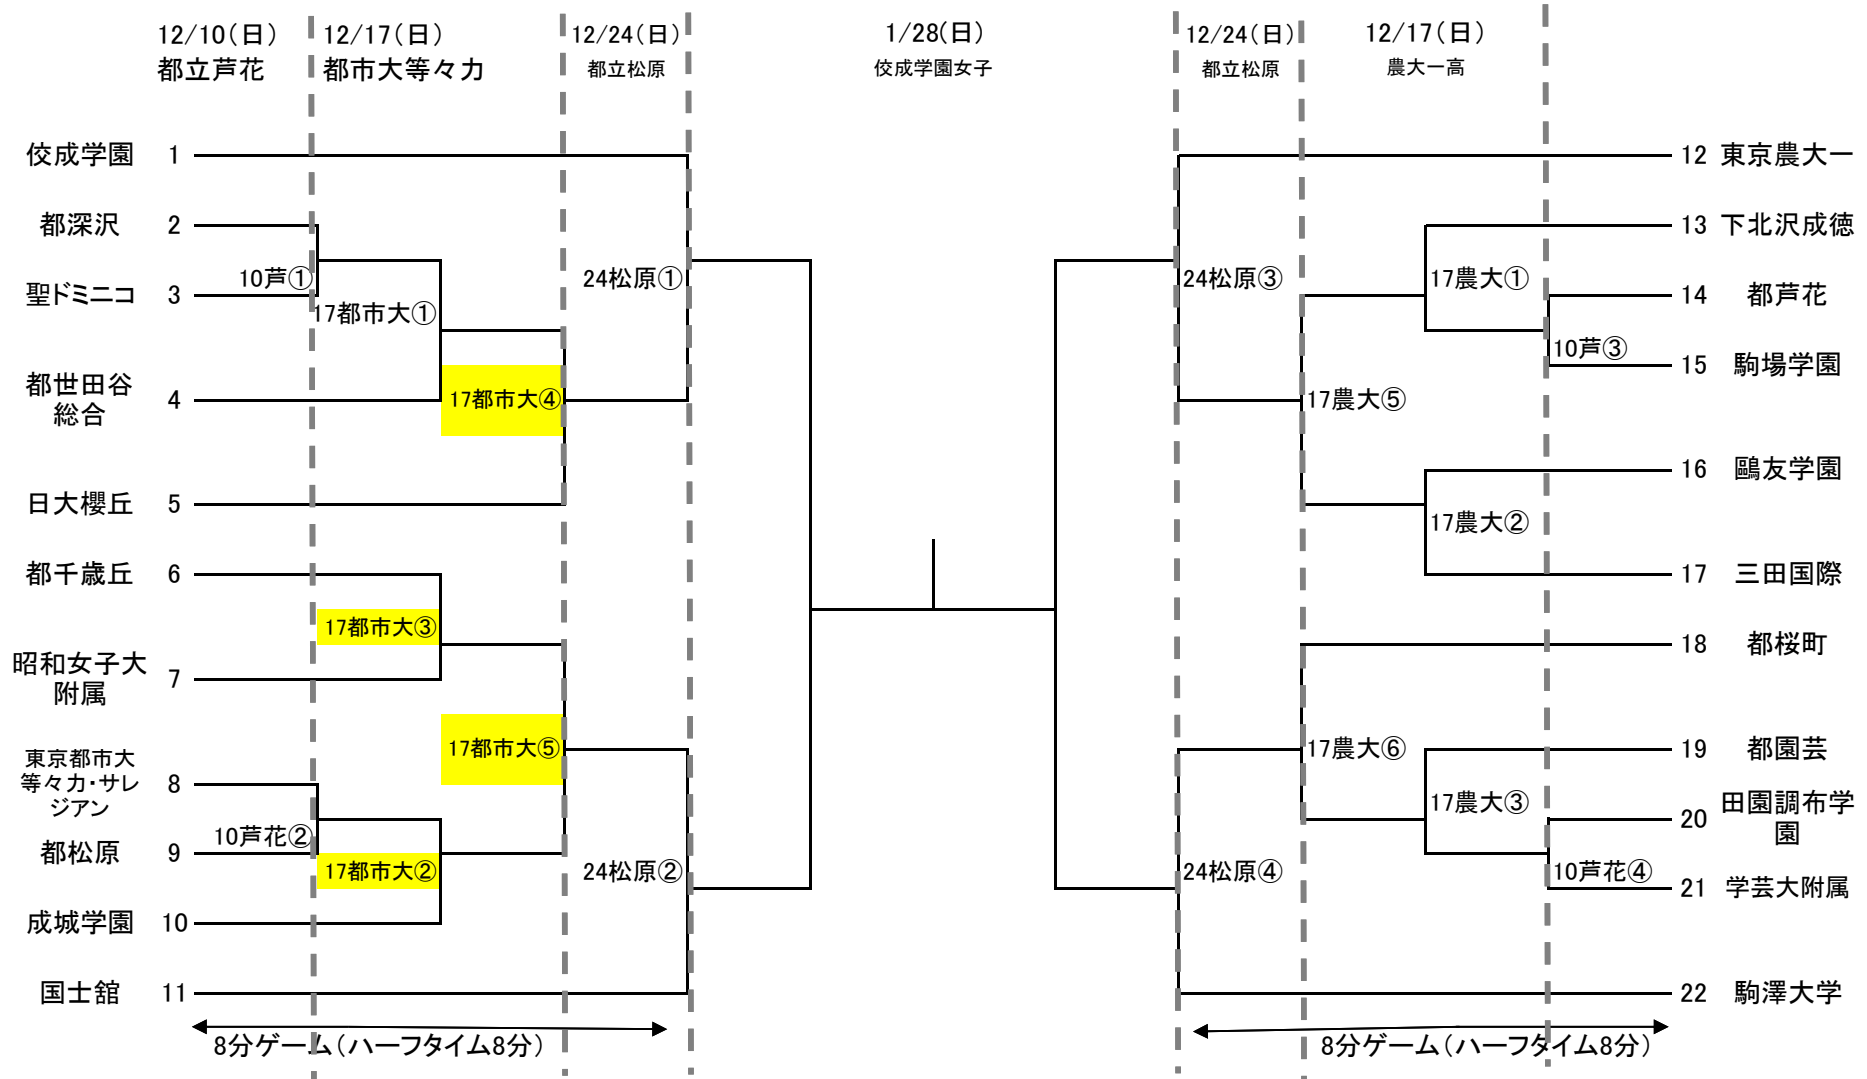 12/10(日)
都立芦花
12/17(日)
都市大等々力
12/24(日)
都立松原
1/28(日)
佼成学園女子
12/24(日)
都立松原
12/17(日)
農大一高
佼成学園 1
都深沢 2
10芦①
聖ドミニコ 3
17都市大①
都世田谷
総合
4
17都市大④
24松原①
日大櫻丘 5
都千歳丘 6
17都市大③
昭和女子大
附属
7
17都市大⑤
東京都市大
等々力・サレ
ジアン
8
10芦花②
都松原 9
17都市大②
24松原②
成城学園 10
国士舘 11
8分ゲーム(ハーフタイム8分)
12 東京農大一
13 下北沢成徳
24松原③
17農大①
14 都芦花
10芦③
15 駒場学園
17農大⑤
16 鷗友学園
17農大②
17 三田国際
18 都桜町
17農大⑥
19 都園芸
17農大③
20 田園調布学
園
24松原④
10芦花④
21 学芸大附属
22 駒澤大学
8分ゲーム(ハーフタイム8分)